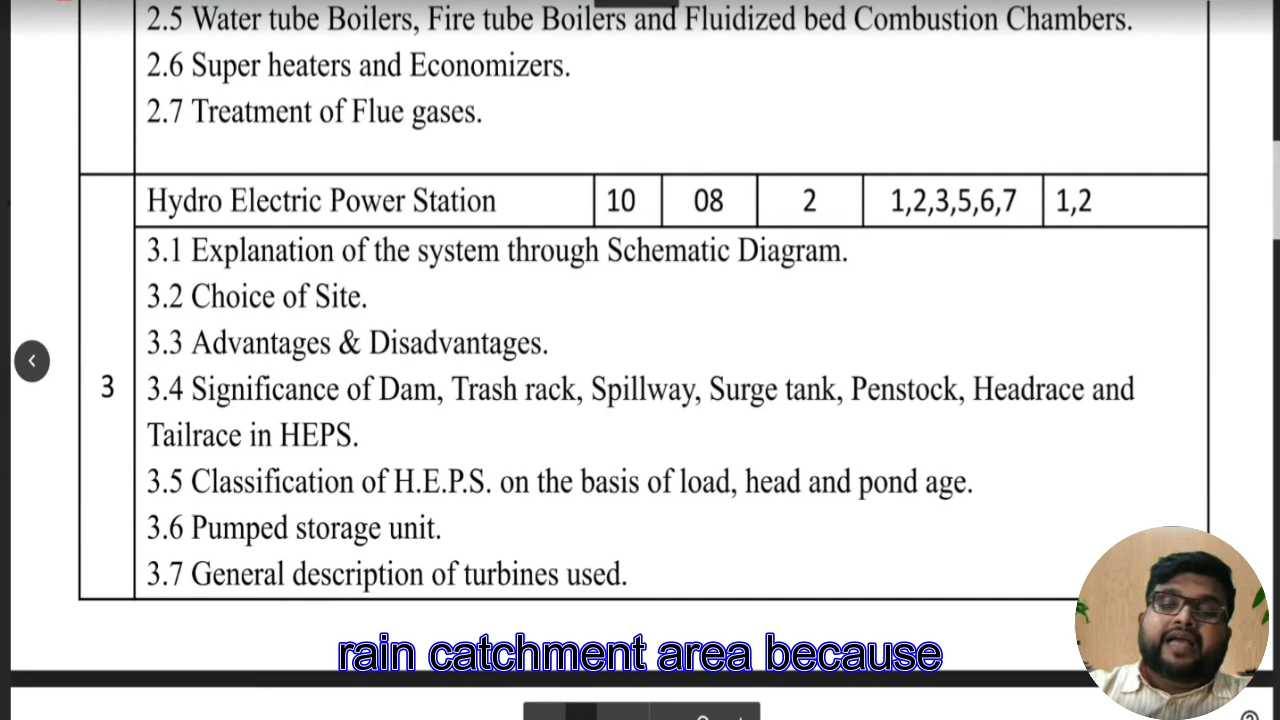 2.5 Water tube Boilers, Fire tube Boilers and Fluidized bed Combustion Chambers.
2.6 Super heaters and Economizers.
2.7 Treatment of Flue gases.
Hydro Electric Power Station 10 08 2 1,2,3,5,6,7 1,2
3.1 Explanation of the system through Schematic Diagram.
3.2 Choice of Site.
3.3 Advantages & Disadvantages.
3 3.4 Significance of Dam, Trash rack, Spillway, Surge tank, Penstock, Headrace and
Tailrace in HEPS.
3.5 Classification of H.E.P.S. on the basis of load, head and pond age.
3.6 Pumped storage unit.
3.7 General description of turbines used.
rain catchment area because